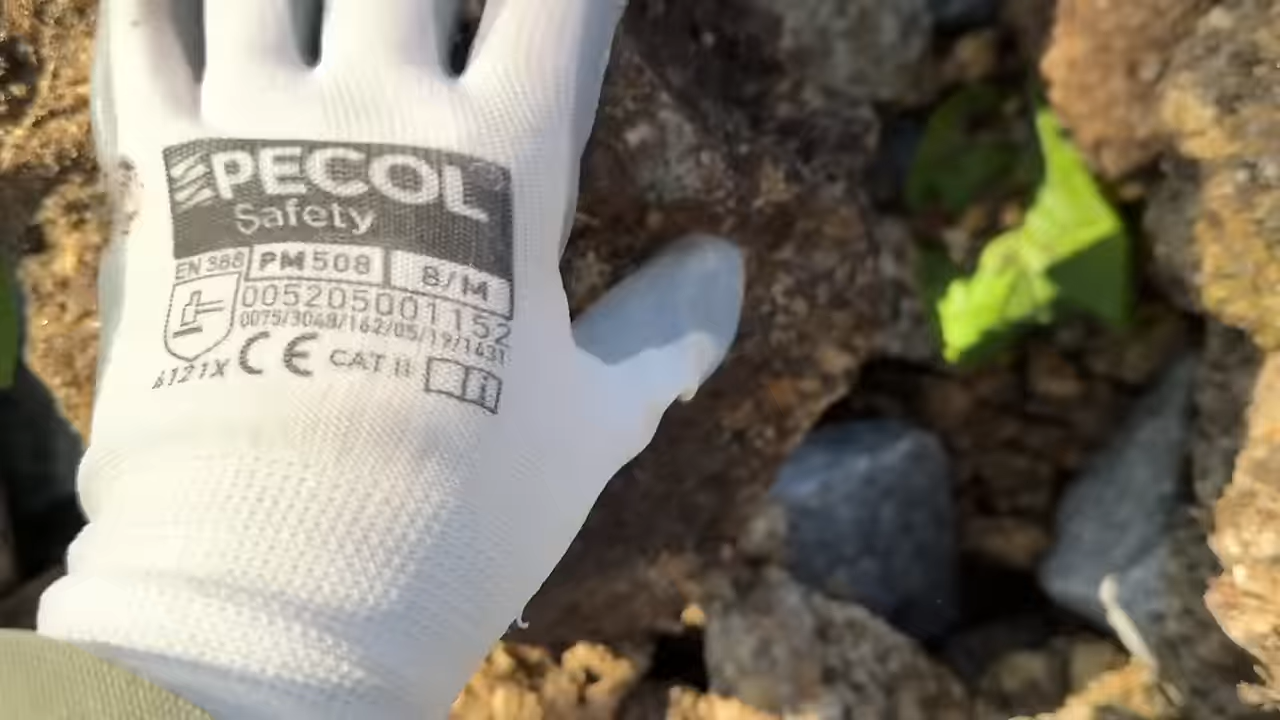 PECOL
Safety
EN 388 PM508 8/M
005205001152
0075/3048/162/05/19/1431
4121X CE CAT II i